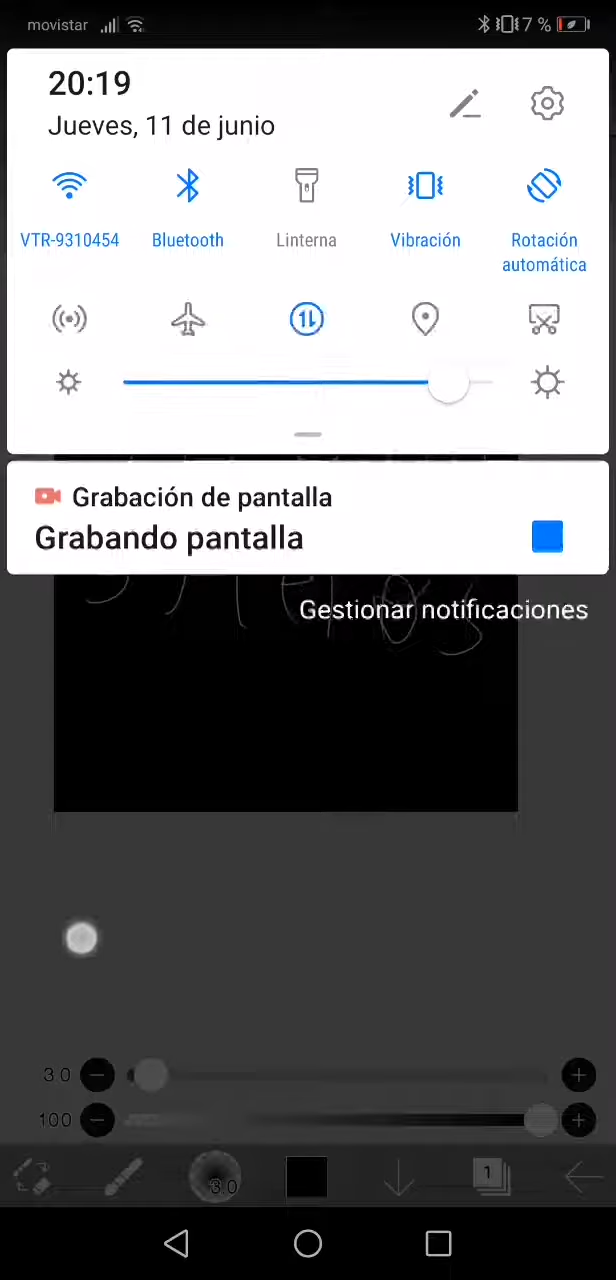 movistar 7 %
20:19
Jueves, 11 de junio
VTR-9310454 Bluetooth Linterna Vibración Rotación automática
Grabación de pantalla
Grabando pantalla
Gestionar notificaciones
3.0
100
3.0 1